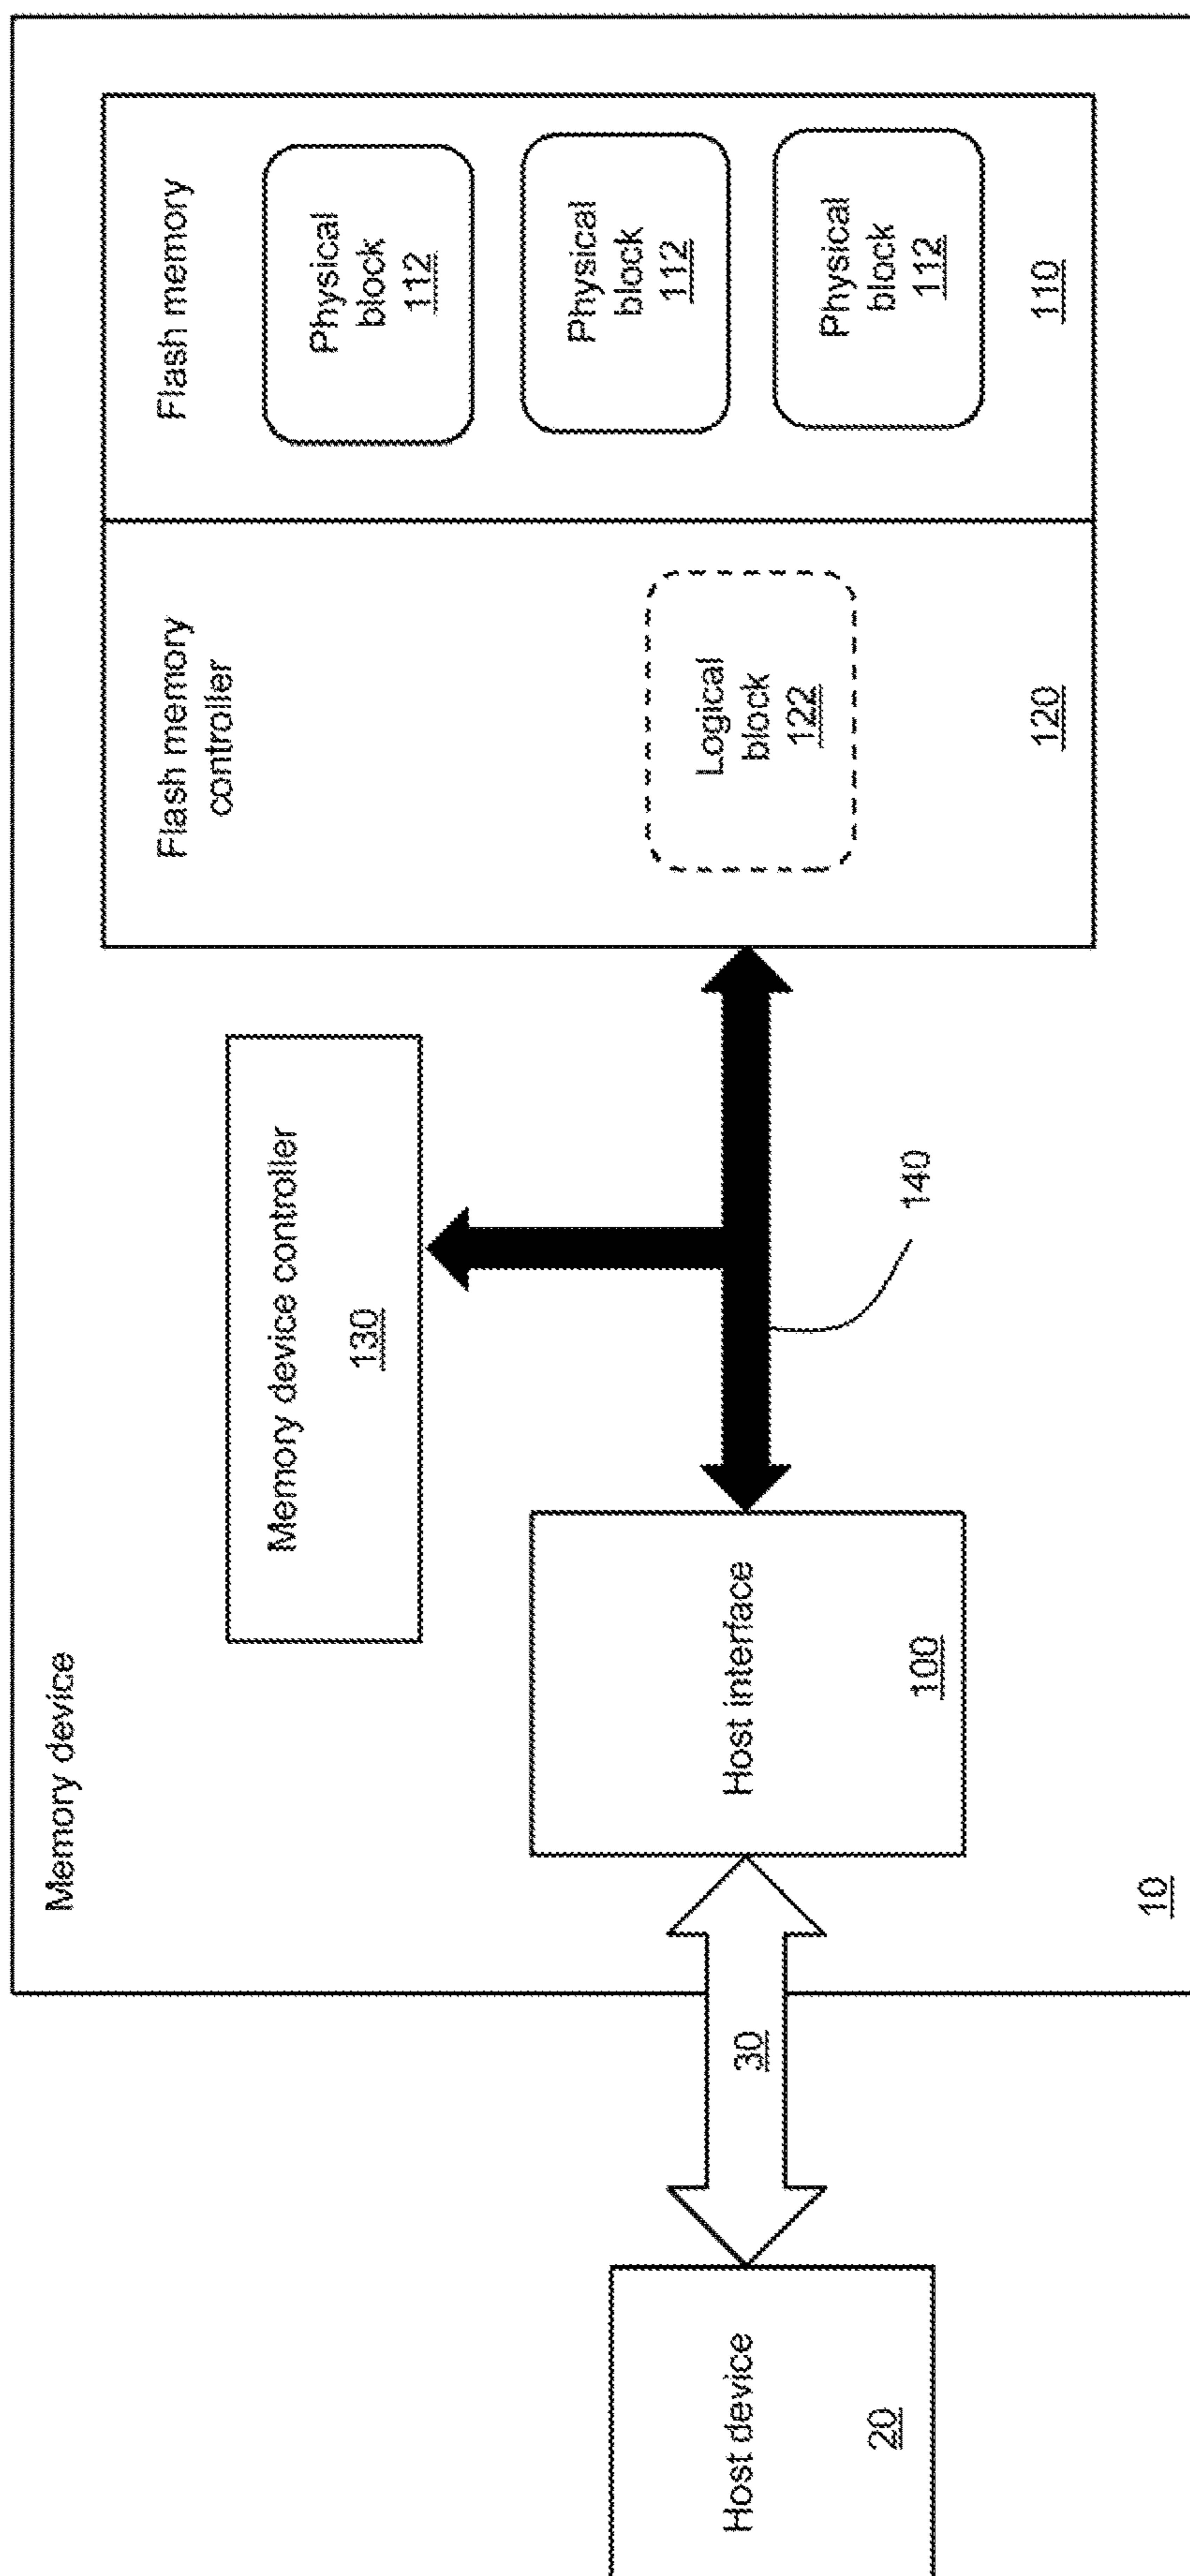 Memory device
Host device
20
30
Host interface
100
Memory device controller
130
140
Flash memory
controller
Logical
block
122
120
Flash memory
Physical
block
112
Physical
block
112
Physical
block
112
110
10